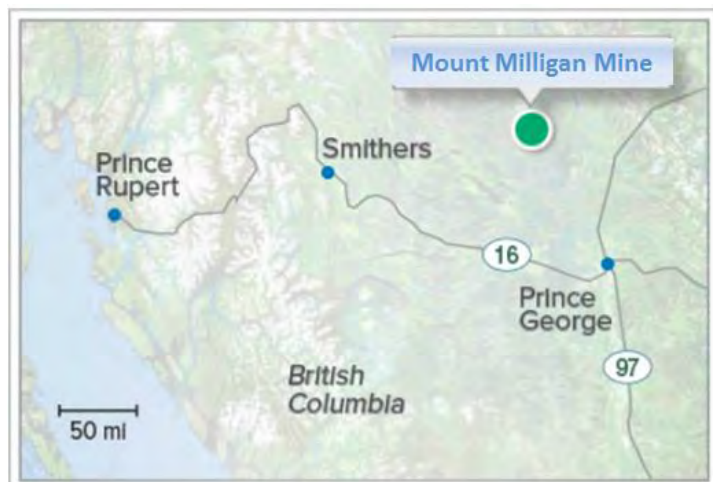 Mount Milligan Mine
Smithers
Prince
Rupert
16
Prince
George
97
British
Columbia
50 mi